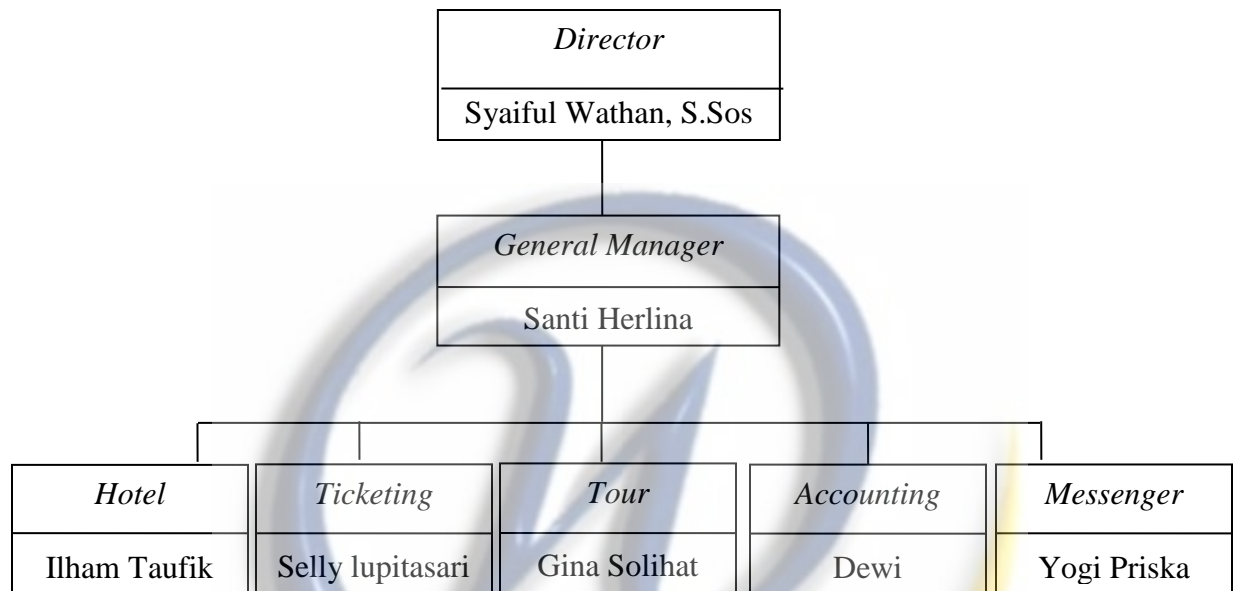 Director
Syaiful Wathan, S.Sos
General Manager
Santi Herlina
Hotel
Ticketing
Tour
Accounting
Messenger
Ilham Taufik
Selly lupitasari
Gina Solihat
Dewi
Yogi Priska